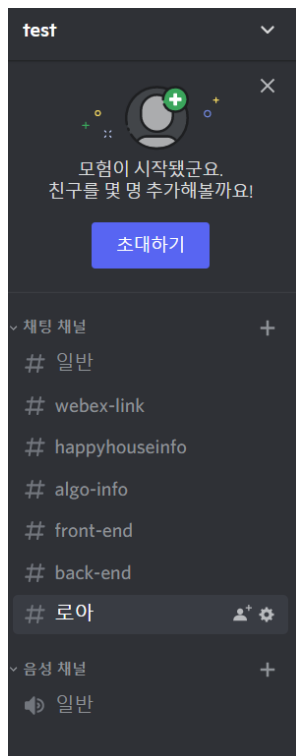 test
모험이 시작됐군요.
친구를 몇 명 추가해볼까요!
초대하기
채팅 채널
# 일반
# webex-link
# happyhouseinfo
# algo-info
# front-end
# back-end
# 로아
음성 채널
일반